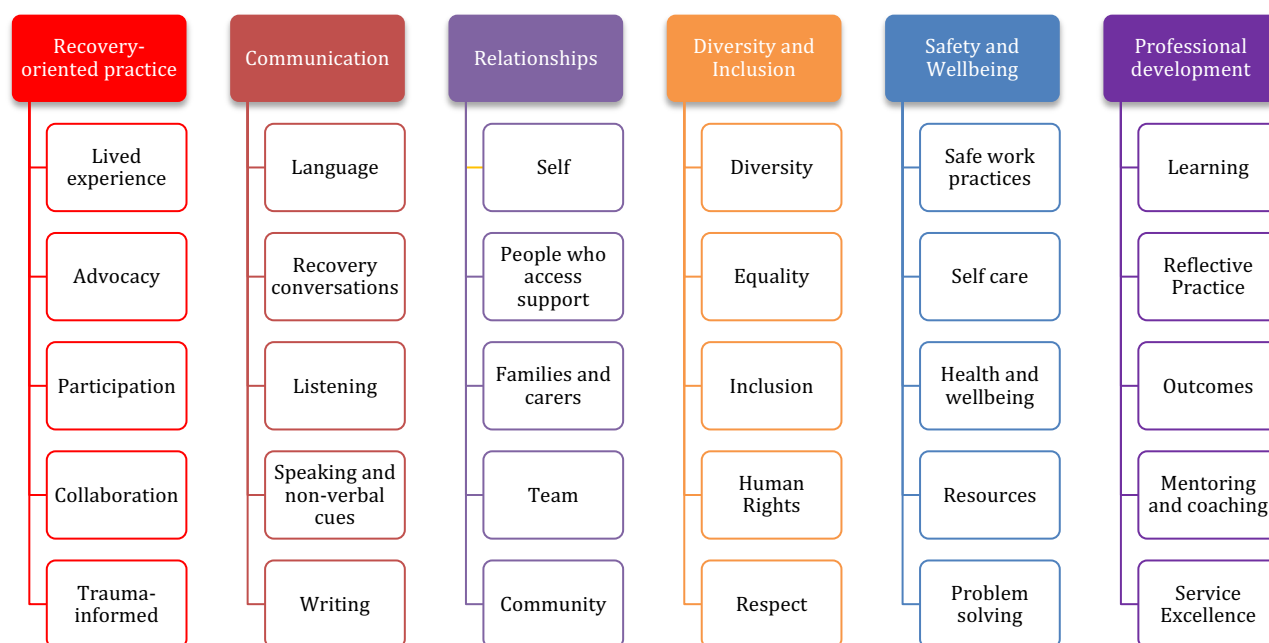 Recovery-
oriented practice
Lived
experience
Advocacy
Participation
Collaboration
Trauma-
informed
Communication
Language
Recovery
conversations
Listening
Speaking and
non-verbal
cues
Writing
Relationships
Self
People who
access
support
Families and
carers
Team
Community
Diversity and
Inclusion
Diversity
Equality
Inclusion
Human
Rights
Respect
Safety and
Wellbeing
Safe work
practices
Self care
Health and
wellbeing
Resources
Problem
solving
Professional
development
Learning
Reflective
Practice
Outcomes
Mentoring
and coaching
Service
Excellence